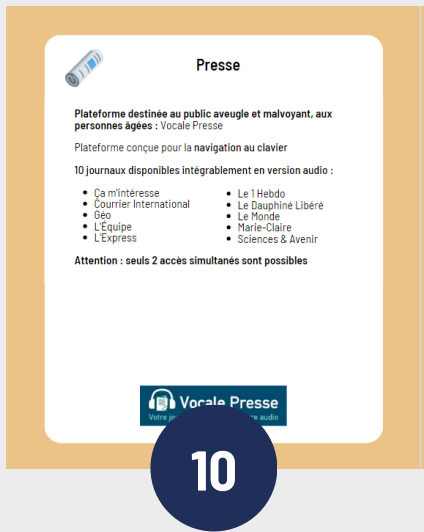 Presse
Plateforme destinée au public aveugle et malvoyant, aux
personnes âgées : Vocale Presse
Plateforme conçue pour la navigation au clavier
10 journaux disponibles intégralement en version audio :
Ça m'intéresse
Courrier International
Géo
L'Équipe
L'Express
Le 1 Hebdo
Le Dauphiné Libéré
Le Monde
Marie-Claire
Sciences & Avenir
Attention : seuls 2 accès simultanés sont possibles
Vocale Presse
Votre audio
10